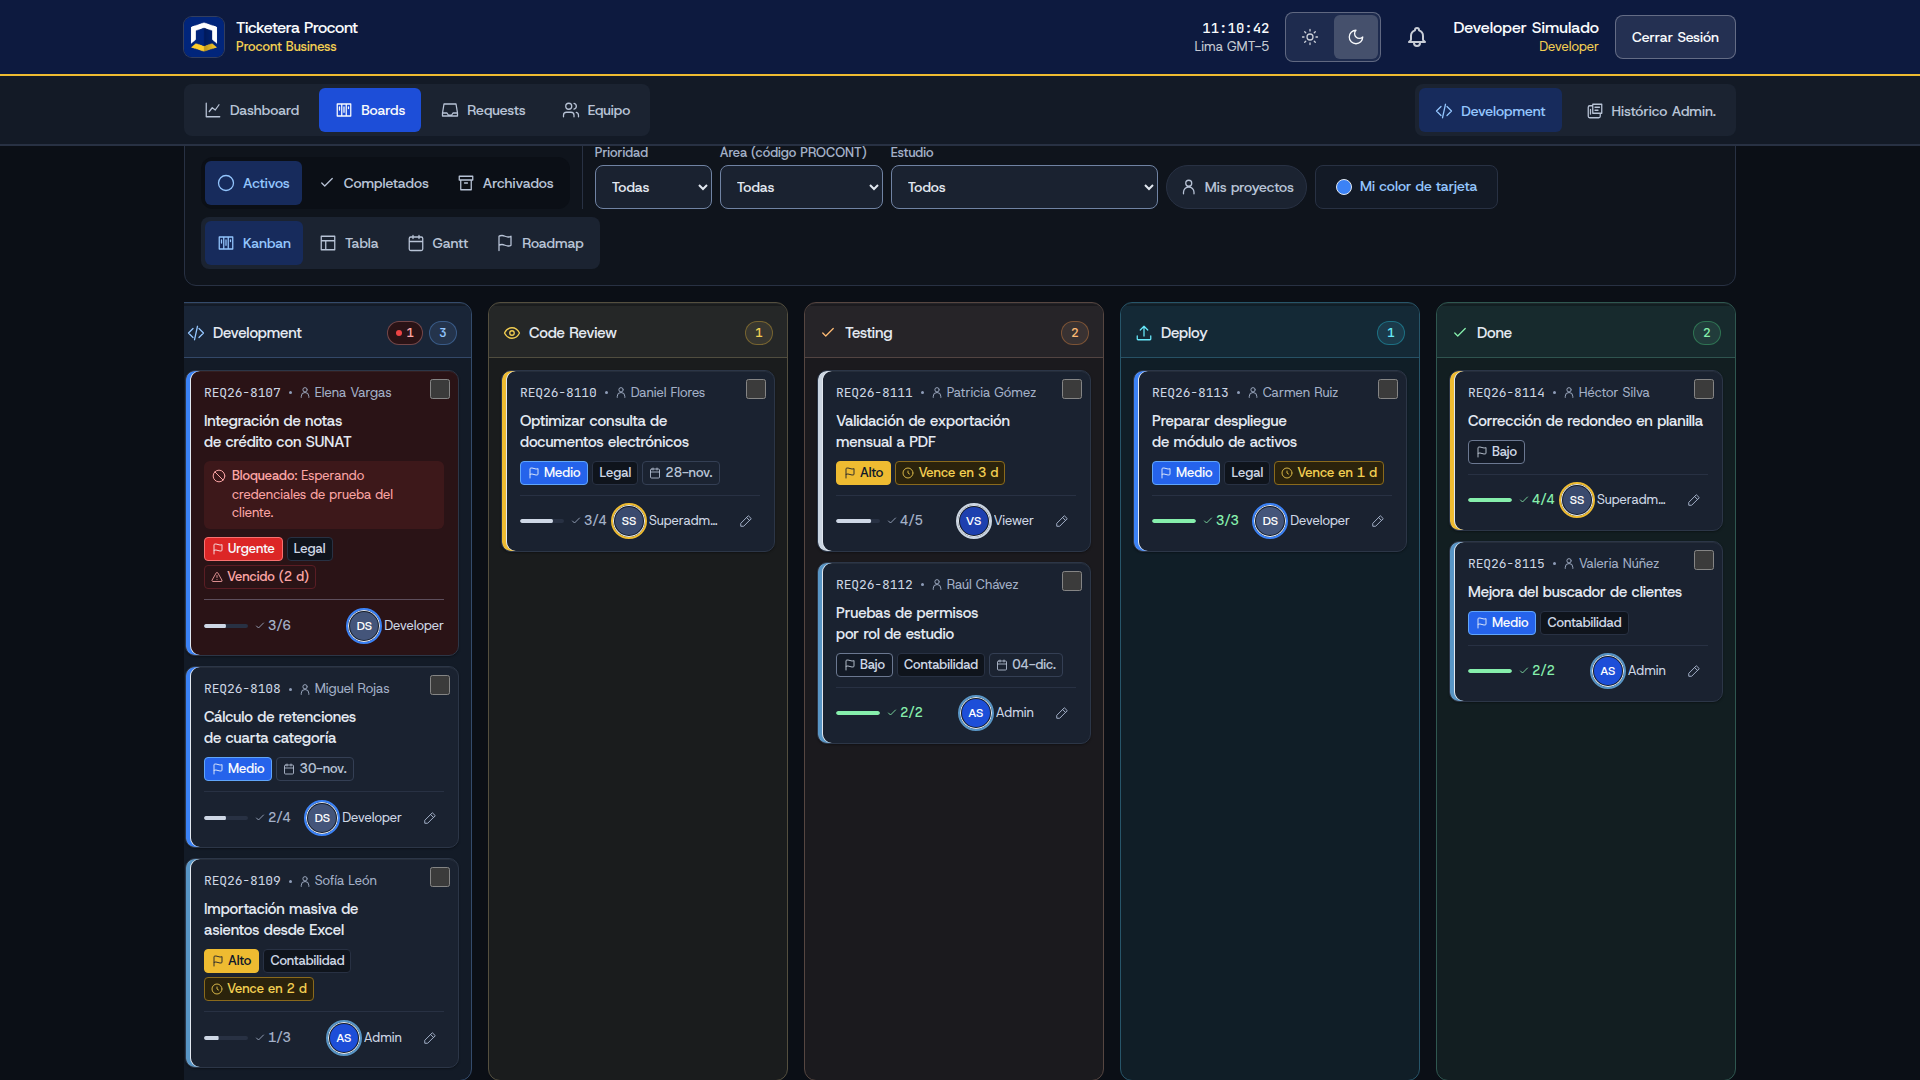 Ticketera Procont
Procont Business
11:10:42
Lima GMT-5
Developer Simulado
Developer
Cerrar Sesión
Dashboard
Boards
Requests
Equipo
Development
Histórico Admin.
Activos
Completados
Archivados
Prioridad
Todas
Área (código PROCONT)
Todas
Estudio
Todos
Mis proyectos
Mi color de tarjeta
Kanban
Tabla
Gantt
Roadmap
Development
1
3
REQ26-8107 • Elena Vargas
Integración de notas
de crédito con SUNAT
Bloqueado: Esperando
credenciales de prueba del
cliente.
Urgente
Legal
Vencido (2 d)
3/6
DS
Developer
REQ26-8108 • Miguel Rojas
Cálculo de retenciones
de cuarta categoría
Medio
30-nov.
2/4
DS
Developer
REQ26-8109 • Sofía León
Importación masiva de
asientos desde Excel
Alto
Contabilidad
Vence en 2 d
1/3
AS
Admin
Code Review
1
REQ26-8110 • Daniel Flores
Optimizar consulta de
documentos electrónicos
Medio
Legal
28-nov.
3/4
SS
Superadm...
Testing
2
REQ26-8111 • Patricia Gómez
Validación de exportación
mensual a PDF
Alto
Vence en 3 d
4/5
VS
Viewer
REQ26-8112 • Raúl Chávez
Pruebas de permisos
por rol de estudio
Bajo
Contabilidad
04-dic.
2/2
AS
Admin
Deploy
1
REQ26-8113 • Carmen Ruiz
Preparar despliegue
de módulo de activos
Medio
Legal
Vence en 1 d
3/3
DS
Developer
Done
2
REQ26-8114 • Héctor Silva
Corrección de redondeo en planilla
Bajo
4/4
SS
Superadm...
REQ26-8115 • Valeria Núñez
Mejora del buscador de clientes
Medio
Contabilidad
2/2
AS
Admin